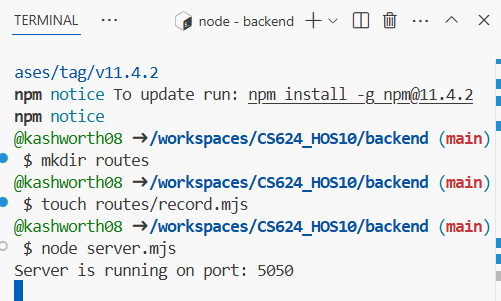 TERMINAL
node - backend
ases/tag/v11.4.2
npm notice To update run: npm install -g npm@11.4.2
npm notice
@kashworth08 ➜/workspaces/CS624_HOS10/backend (main)
$ mkdir routes
@kashworth08 ➜/workspaces/CS624_HOS10/backend (main)
$ touch routes/record.mjs
@kashworth08 ➜/workspaces/CS624_HOS10/backend (main)
$ node server.mjs
Server is running on port: 5050